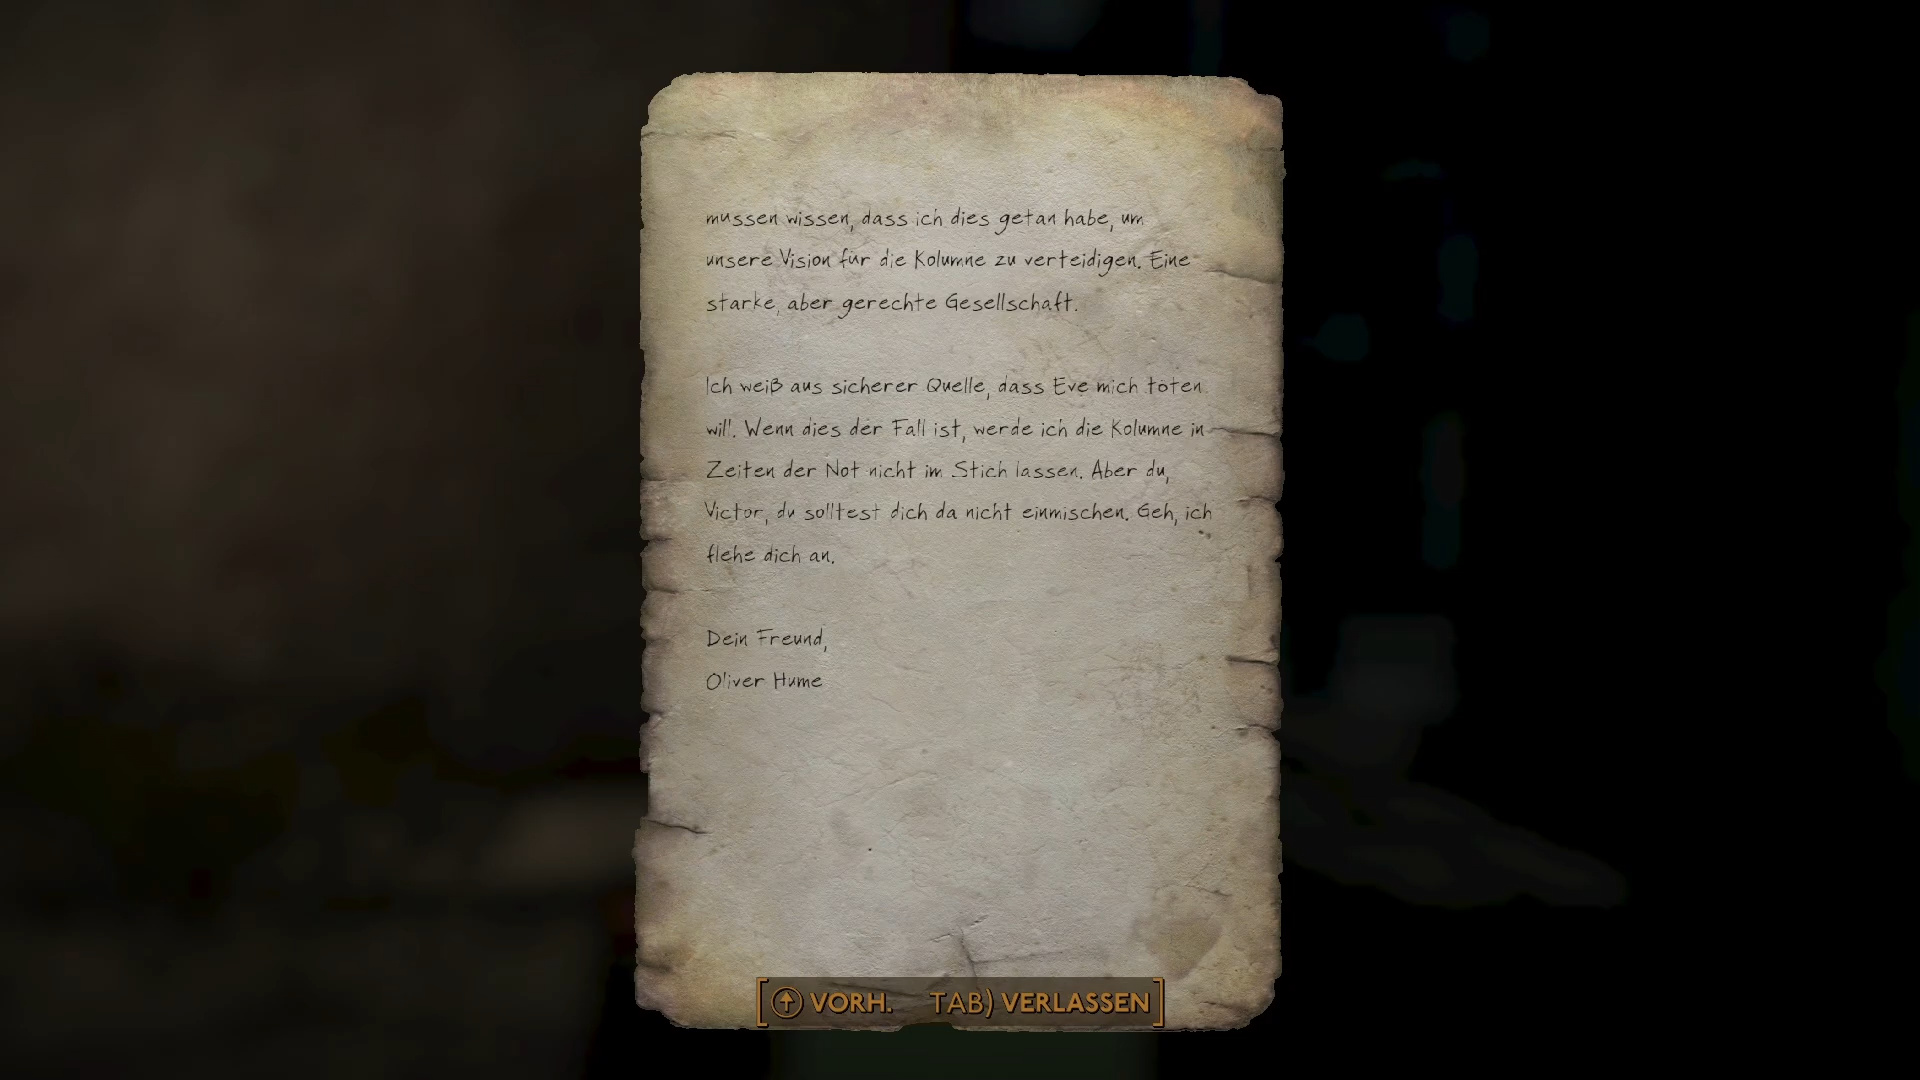 mussen wissen, dass ich dies getan habe, um
unsere Vision für die Kolumne zu verteidigen. Eine
starke, aber gerechte Gesellschaft.
Ich weiß aus sicherer Quelle, dass Eve mich töten
will. Wenn dies der Fall ist, werde ich die Kolumne in
Zeiten der Not nicht im Stich lassen. Aber du,
Victor, du solltest dich da nicht einmischen. Geh, ich
flehe dich an.
Dein Freund,
Oliver Hume
VORH. TAB) VERLASSEN